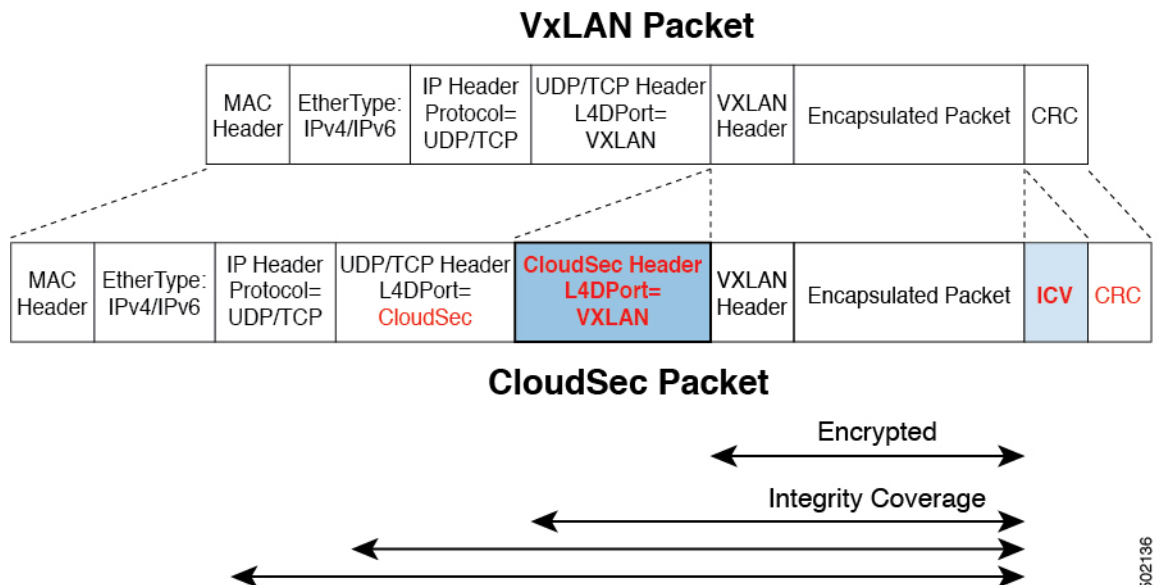 VxLAN Packet
MAC
Header
EtherType:
IPv4/IPv6
IP Header
Protocol=
UDP/TCP
UDP/TCP Header
L4DPort=
VXLAN
VXLAN
Header
Encapsulated Packet
CRC
MAC
Header
EtherType:
IPv4/IPv6
IP Header
Protocol=
UDP/TCP
UDP/TCP Header
L4DPort=
CloudSec
CloudSec Header
L4DPort=
VXLAN
VXLAN
Header
Encapsulated Packet
ICV
CRC
CloudSec Packet
Encrypted
Integrity Coverage
502136